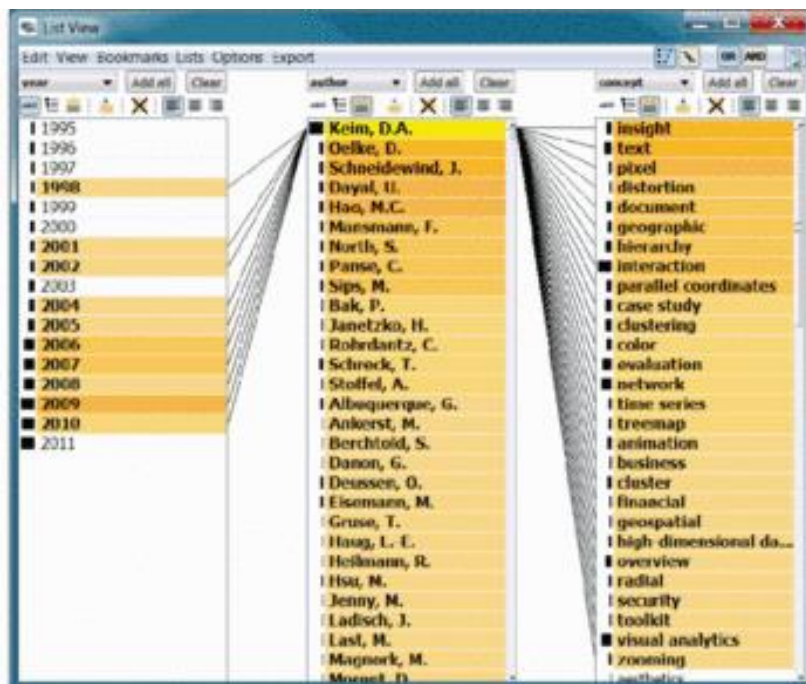 List View
Edit View Bookmarks Lists Options Export
OR AND
year Add all Clear
author Add all Clear
concept Add all Clear
1995
1996
1997
1998
1999
2000
2001
2002
2003
2004
2005
2006
2007
2008
2009
2010
2011
Keim, D.A.
Oelke, D.
Schneidewind, J.
Dayal, U.
Hao, M.C.
Mansmann, F.
North, S.
Panse, C.
Sips, M.
Bak, P.
Janetzko, H.
Rohrdantz, C.
Schreck, T.
Stoffel, A.
Albuquerque, G.
Ankerst, M.
Berchtold, S.
Danon, G.
Deussen, O.
Eisemann, M.
Gruse, T.
Haug, L.-E.
Heilmann, R.
Hsu, M.
Jenny, M.
Ladisch, J.
Last, M.
Magnork, M.
insight
text
pixel
distortion
document
geographic
hierarchy
interaction
parallel coordinates
case study
clustering
color
evaluation
network
time series
treemap
animation
business
cluster
financial
geospatial
high-dimensional da...
overview
radial
security
toolkit
visual analytics
zooming
aesthetics